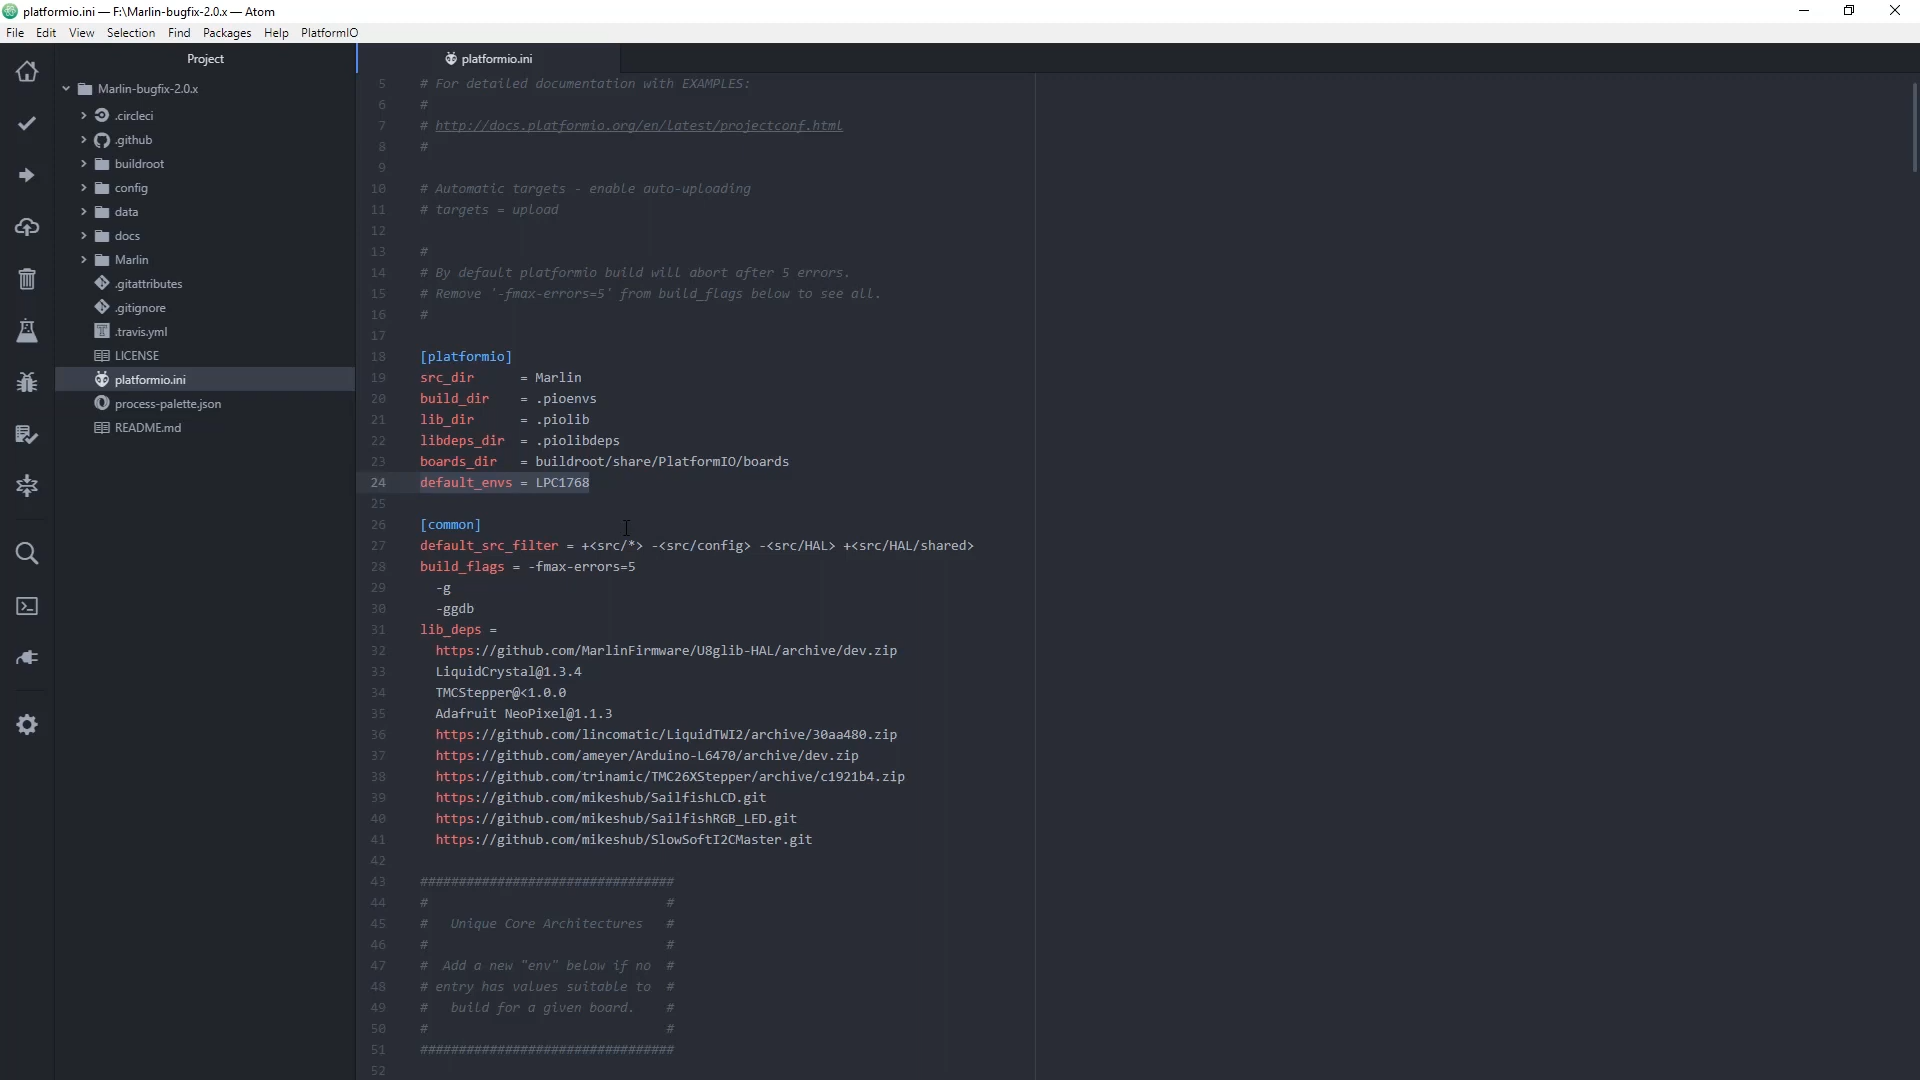 platformio.ini — F:\Marlin-bugfix-2.0.x — Atom
File Edit View Selection Find Packages Help PlatformIO
Project
Marlin-bugfix-2.0.x
.circleci
.github
buildroot
config
data
docs
Marlin
.gitattributes
.gitignore
.travis.yml
LICENSE
platformio.ini
process-palette.json
README.md
platformio.ini
5 # For detailed documentation with EXAMPLES:
6 #
7 # http://docs.platformio.org/en/latest/projectconf.html
8 #
9
10 # Automatic targets - enable auto-uploading
11 # targets = upload
12
13 #
14 # By default platformio build will abort after 5 errors.
15 # Remove '-fmax-errors=5' from build_flags below to see all.
16 #
17
18 [platformio]
19 src_dir      = Marlin
20 build_dir    = .pioenvs
21 lib_dir      = .piolib
22 libdeps_dir  = .piolibdeps
23 boards_dir   = buildroot/share/PlatformIO/boards
24 default_envs = LPC1768
25
26 [common]
27 default_src_filter = +<src/*> -<src/config> -<src/HAL> +<src/HAL/shared>
28 build_flags = -fmax-errors=5
29   -g
30   -ggdb
31 lib_deps =
32   https://github.com/MarlinFirmware/U8glib-HAL/archive/dev.zip
33   LiquidCrystal@1.3.4
34   TMCStepper@<1.0.0
35   Adafruit NeoPixel@1.1.3
36   https://github.com/lincomatic/LiquidTWI2/archive/30aa480.zip
37   https://github.com/ameyer/Arduino-L6470/archive/dev.zip
38   https://github.com/trinamic/TMC26XStepper/archive/c1921b4.zip
39   https://github.com/mikeshub/SailfishLCD.git
40   https://github.com/mikeshub/SailfishRGB_LED.git
41   https://github.com/mikeshub/SlowSoftI2CMaster.git
42
43 #################################
44 #                               #
45 #   Unique Core Architectures   #
46 #                               #
47 #  Add a new "env" below if no  #
48 # entry has values suitable to  #
49 #   build for a given board.    #
50 #                               #
51 #################################
52